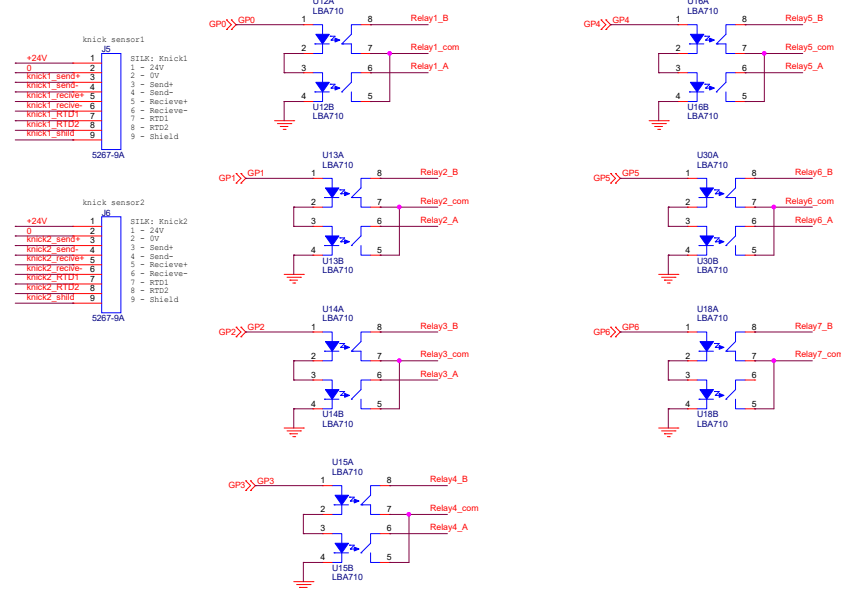 knick sensor1
J5
+24V 1
0 2
knick1_send+ 3
knick1_send- 4
knick1_recive+ 5
knick1_recive- 6
knick1_RTD1 7
knick1_RTD2 8
knick1_shild 9
5267-9A
SILK: Knick1
1 - 24V
2 - 0V
3 - Send+
4 - Send-
5 - Recieve+
6 - Recieve-
7 - RTD1
8 - RTD2
9 - Shield
knick sensor2
J6
+24V 1
0 2
knick2_send+ 3
knick2_send- 4
knick2_recive+ 5
knick2_recive- 6
knick2_RTD1 7
knick2_RTD2 8
knick2_shild 9
5267-9A
SILK: Knick2
1 - 24V
2 - 0V
3 - Send+
4 - Send-
5 - Recieve+
6 - Recieve-
7 - RTD1
8 - RTD2
9 - Shield
U12A
LBA710
GP0 GP0 1 8 Relay1_B
2 7 Relay1_com
3 6 Relay1_A
4 5
U12B
LBA710
U13A
LBA710
GP1 GP1 1 8 Relay2_B
2 7 Relay2_com
3 6 Relay2_A
4 5
U13B
LBA710
U14A
LBA710
GP2 GP2 1 8 Relay3_B
2 7 Relay3_com
3 6 Relay3_A
4 5
U14B
LBA710
U15A
LBA710
GP3 GP3 1 8 Relay4_B
2 7 Relay4_com
3 6 Relay4_A
4 5
U15B
LBA710
U16A
LBA710
GP4 GP4 1 8 Relay5_B
2 7 Relay5_com
3 6 Relay5_A
4 5
U16B
LBA710
U30A
LBA710
GP5 GP5 1 8 Relay6_B
2 7 Relay6_com
3 6 Relay6_A
4 5
U30B
LBA710
U18A
LBA710
GP6 GP6 1 8 Relay7_B
2 7 Relay7_com
3 6
4 5
U18B
LBA710